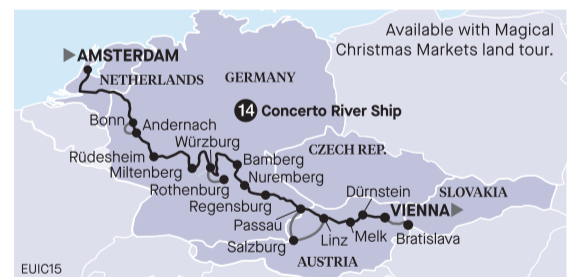 Available with Magical
Christmas Markets land tour.
AMSTERDAM
NETHERLANDS
GERMANY
14 Concerto River Ship
Bonn
Andernach
Würzburg
CZECH REP.
Rüdesheim
Bamberg
Miltenberg
Nuremberg
Rothenburg
Dürnstein
SLOVAKIA
Regensburg
VIENNA
Passau
Salzburg
Linz
Melk
Bratislava
AUSTRIA
EUIC15